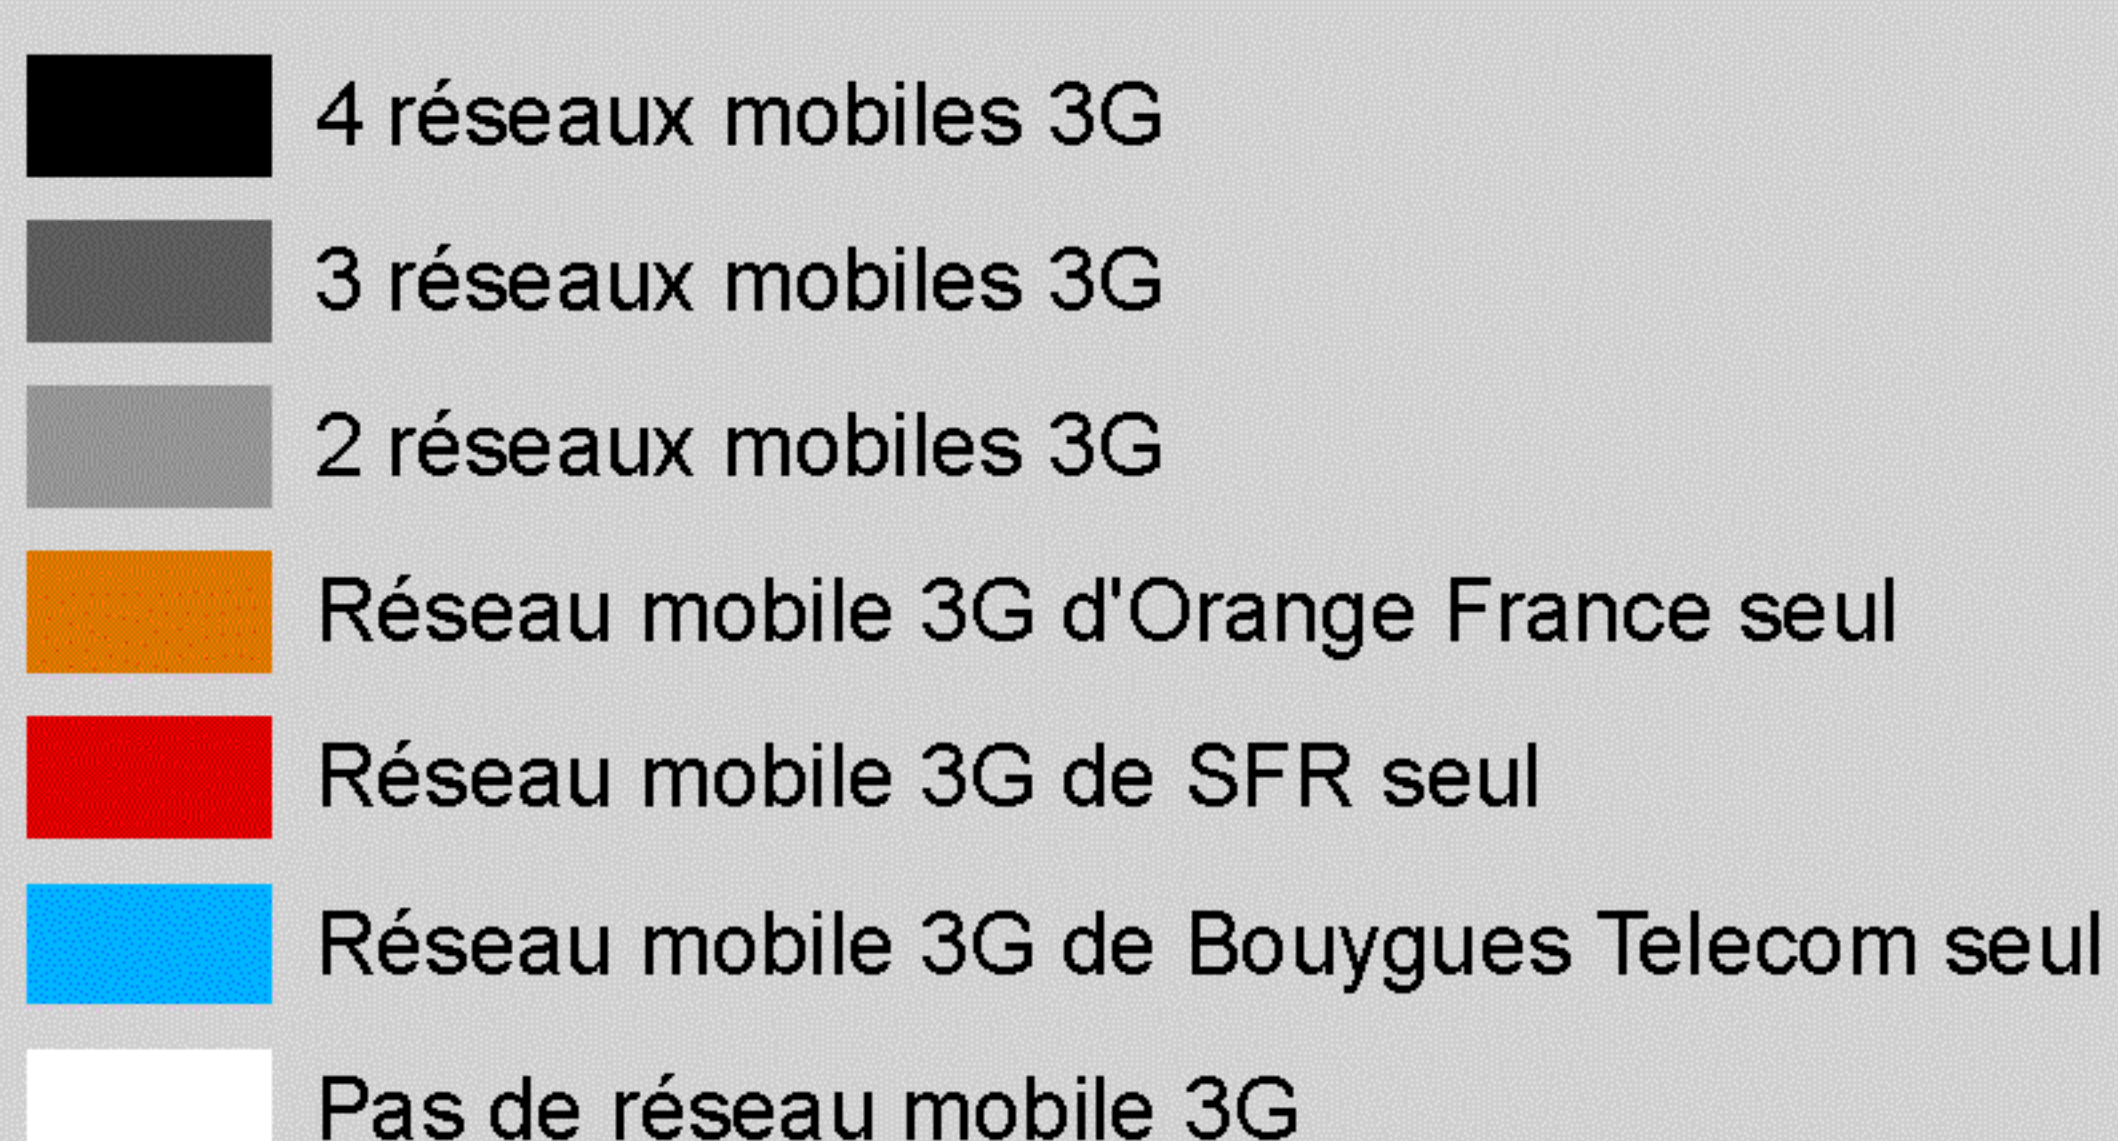 4 réseaux mobiles 3G
3 réseaux mobiles 3G
2 réseaux mobiles 3G
Réseau mobile 3G d'Orange France seul
Réseau mobile 3G de SFR seul
Réseau mobile 3G de Bouygues Telecom seul
Pas de réseau mobile 3G